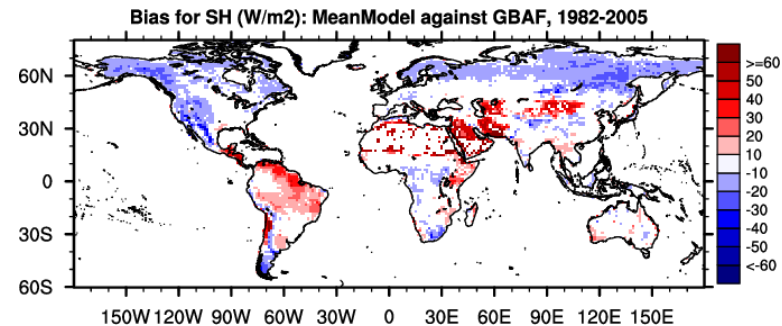 Bias for SH (W/m2): MeanModel against GBAF, 1982-2005
60N
30N
0
30S
60S
150W 120W 90W 60W 30W 0 30E 60E 90E 120E 150E
>=60
50
40
30
20
10
-10
-20
-30
-40
-50
<-60